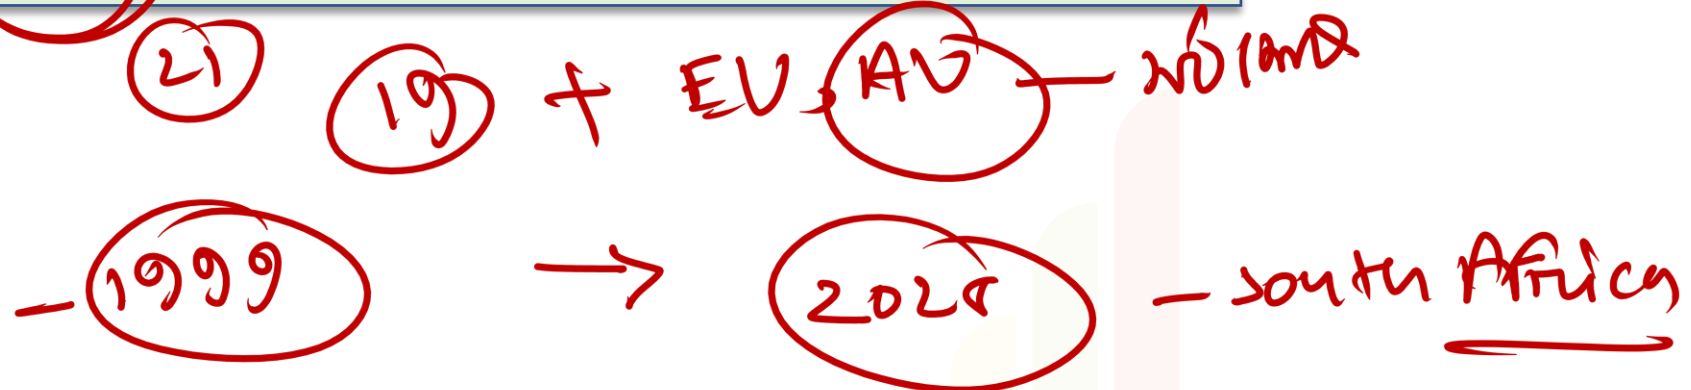 21 19 + EU, AU –
– 1999 → 2025 – South Africa